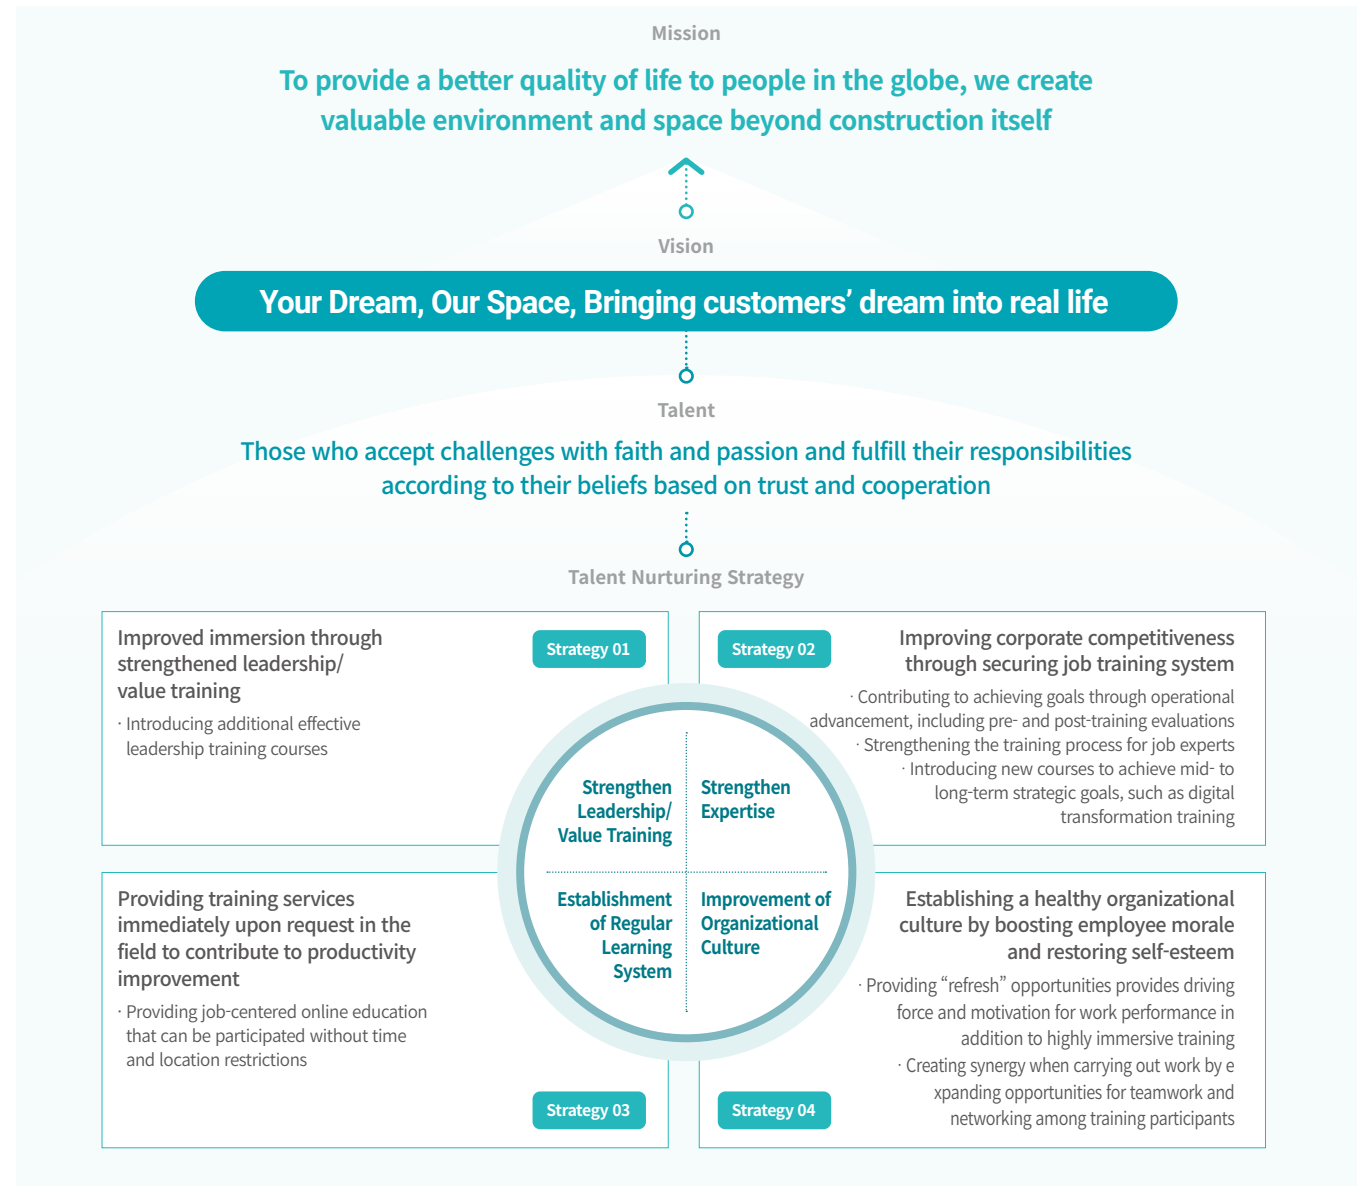 Mission
To provide a better quality of life to people in the globe, we create
valuable environment and space beyond construction itself
Vision
Your Dream, Our Space, Bringing customers’ dream into real life
Talent
Those who accept challenges with faith and passion and fulfill their responsibilities
according to their beliefs based on trust and cooperation
Talent Nurturing Strategy
Improved immersion through
strengthened leadership/
value training
· Introducing additional effective
leadership training courses
Strategy 01
Strategy 02
Improving corporate competitiveness
through securing job training system
· Contributing to achieving goals through operational
advancement, including pre- and post-training evaluations
· Strengthening the training process for job experts
· Introducing new courses to achieve mid- to
long-term strategic goals, such as digital
transformation training
Strengthen
Leadership/
Value Training
Strengthen
Expertise
Establishment
of Regular
Learning
System
Improvement of
Organizational
Culture
Providing training services
immediately upon request in the
field to contribute to productivity
improvement
· Providing job-centered online education
that can be participated without time
and location restrictions
Strategy 03
Strategy 04
Establishing a healthy organizational
culture by boosting employee morale
and restoring self-esteem
· Providing “refresh” opportunities provides driving
force and motivation for work performance in
addition to highly immersive training
· Creating synergy when carrying out work by e
xpanding opportunities for teamwork and
networking among training participants